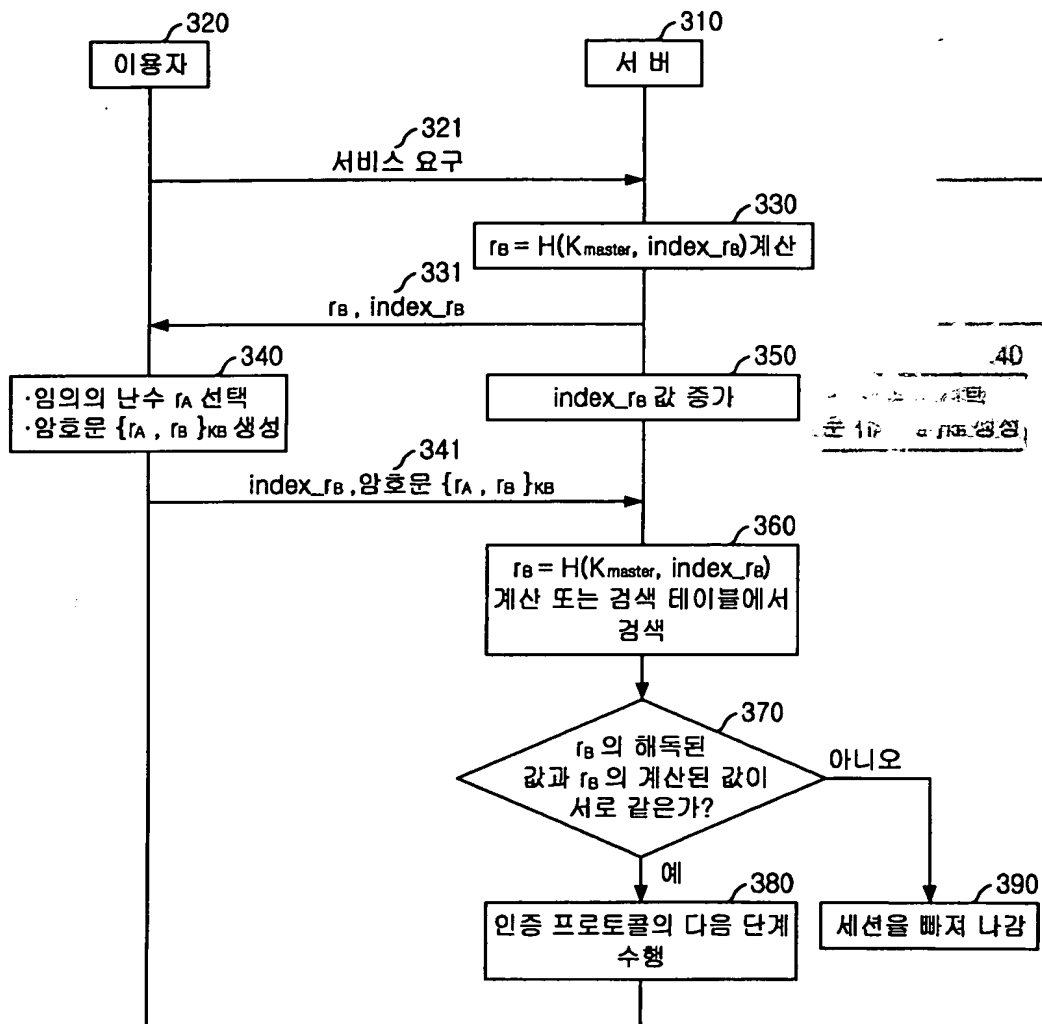 320
310
이용자
서 버
321
서비스 요구
330
rB = H(Kmaster, index_rB)계산
331
rB , index_rB
340
350
40
·임의의 난수 rA 선택
·암호문 {rA , rB }KB 생성
index_rB 값 증가
생성
341
index_rB ,암호문 {rA , rB }KB
360
rB = H(Kmaster, index_rB)
계산 또는 검색 테이블에서
검색
370
rB 의 해독된
값과 rB 의 계산된 값이
서로 같은가?
아니오
예
380
390
인증 프로토콜의 다음 단계
수행
세션을 빠져 나감